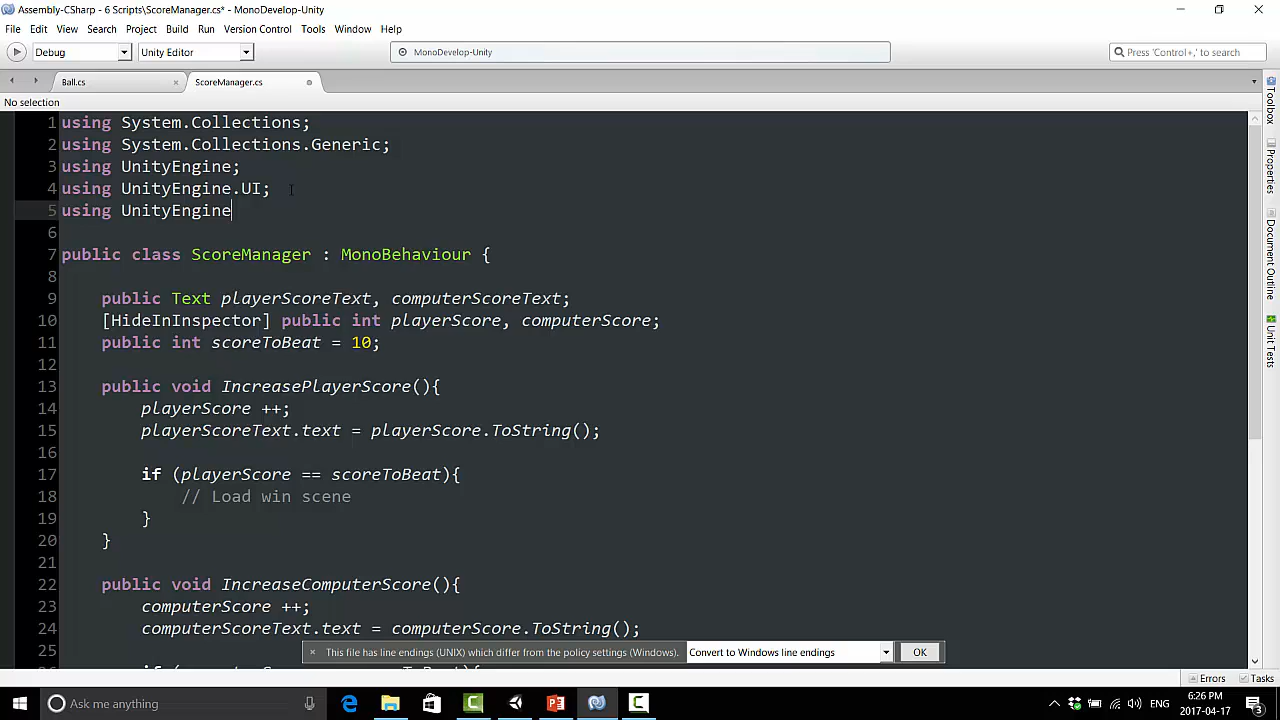 Assembly-CSharp - 6 Scripts\ScoreManager.cs* - MonoDevelop-Unity
File Edit View Search Project Build Run Version Control Tools Window Help
Debug Unity Editor MonoDevelop-Unity Press 'Control+,' to search
Ball.cs ScoreManager.cs
No selection
1 using System.Collections;
2 using System.Collections.Generic;
3 using UnityEngine;
4 using UnityEngine.UI;
5 using UnityEngine
6
7 public class ScoreManager : MonoBehaviour {
8
9 public Text playerScoreText, computerScoreText;
10 [HideInInspector] public int playerScore, computerScore;
11 public int scoreToBeat = 10;
12
13 public void IncreasePlayerScore(){
14 playerScore ++;
15 playerScoreText.text = playerScore.ToString();
16
17 if (playerScore == scoreToBeat){
18 // Load win scene
19 }
20 }
21
22 public void IncreaseComputerScore(){
23 computerScore ++;
24 computerScoreText.text = computerScore.ToString();
25
This file has line endings (UNIX) which differ from the policy settings (Windows). Convert to Windows line endings OK
Toolbox
Properties
Document Outline
Unit Tests
Errors Tasks
Ask me anything
ENG
6:26 PM
2017-04-17
3